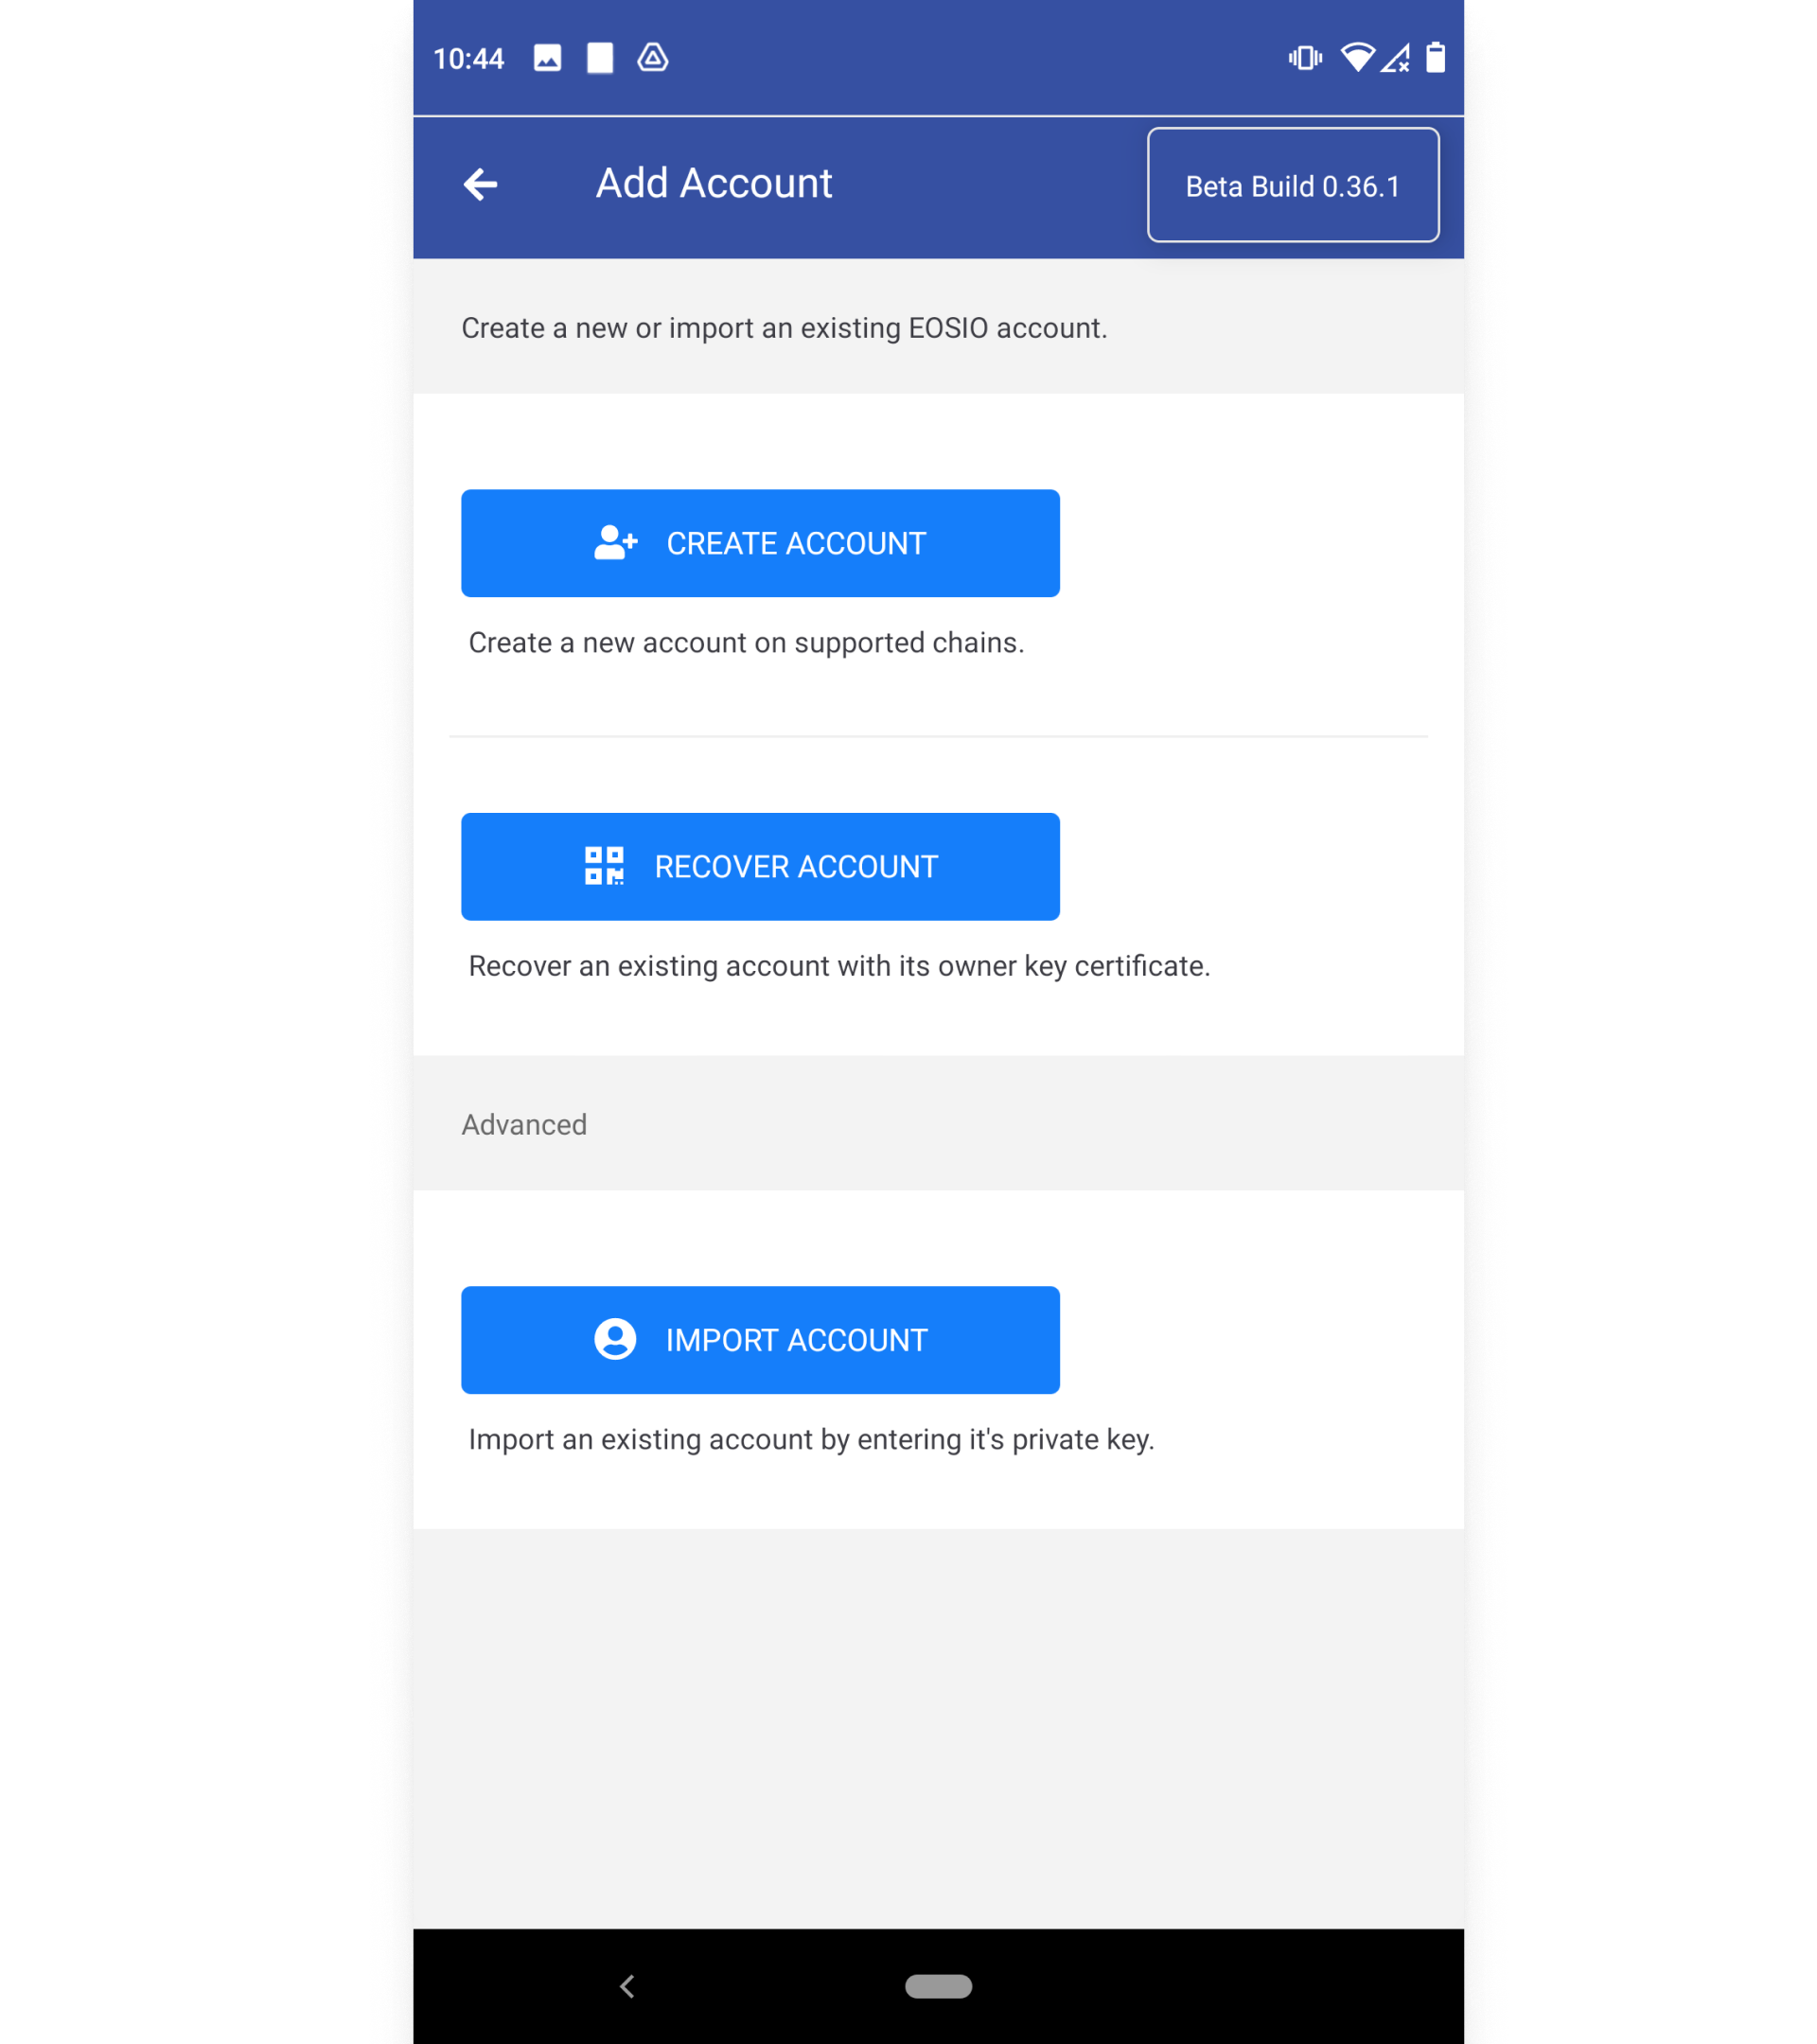 10:44
Add Account
Beta Build 0.36.1
Create a new or import an existing EOSIO account.
CREATE ACCOUNT
Create a new account on supported chains.
RECOVER ACCOUNT
Recover an existing account with its owner key certificate.
Advanced
IMPORT ACCOUNT
Import an existing account by entering it's private key.